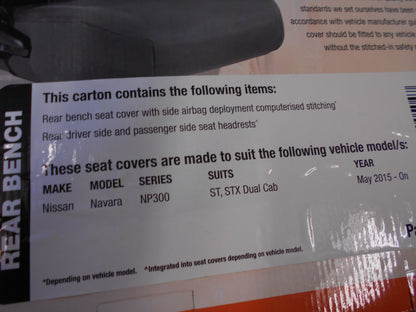 standards we set ourselves have been
accordance with vehicle manufacturer
cover should be fitted to any vehicle
without the stitched-in safety
REAR BENCH
This carton contains the following items:
Rear bench seat cover with side airbag deployment computerised stitching^
Rear driver side and passenger side seat headrests*
These seat covers are made to suit the following vehicle model/s:
MAKE MODEL SERIES SUITS YEAR
Nissan Navara NP300 ST, STX Dual Cab May 2015 - On
*Depending on vehicle model. ^Integrated into seat covers depending on vehicle model.